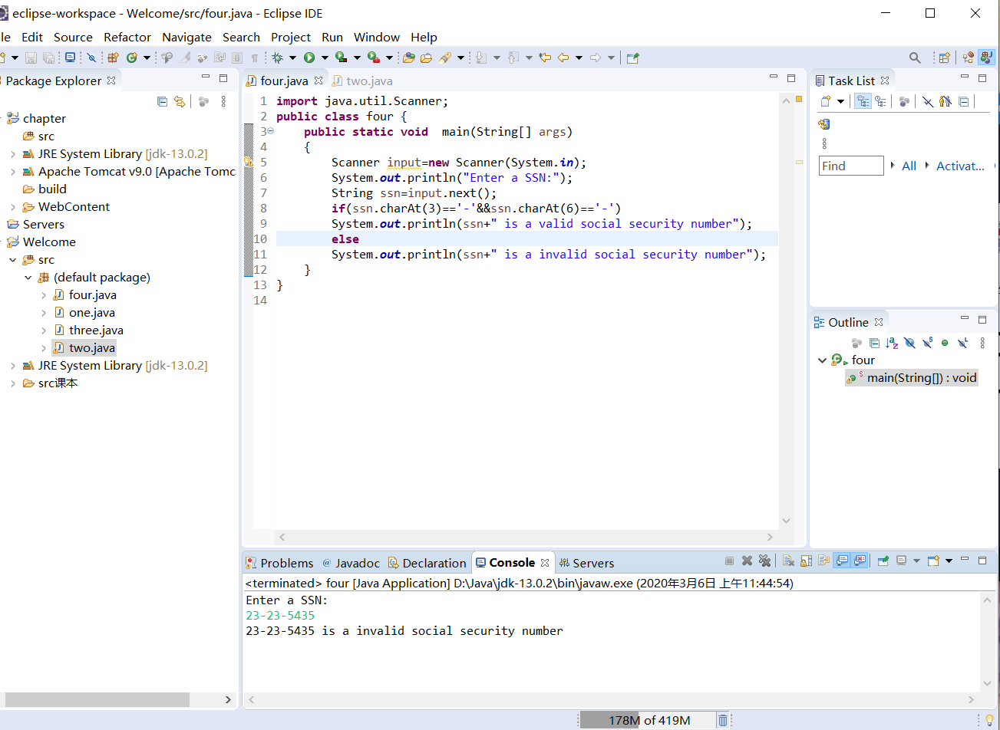 eclipse-workspace - Welcome/src/four.java - Eclipse IDE
le Edit Source Refactor Navigate Search Project Run Window Help
Package Explorer
chapter
src
JRE System Library [jdk-13.0.2]
Apache Tomcat v9.0 [Apache Tomc
build
WebContent
Servers
Welcome
src
(default package)
four.java
one.java
three.java
two.java
JRE System Library [jdk-13.0.2]
src课本
four.java two.java
1 import java.util.Scanner;
2 public class four {
3 public static void  main(String[] args)
4 {
5 Scanner input=new Scanner(System.in);
6 System.out.println("Enter a SSN:");
7 String ssn=input.next();
8 if(ssn.charAt(3)=='-'&&ssn.charAt(6)=='-')
9 System.out.println(ssn+" is a valid social security number");
10 else
11 System.out.println(ssn+" is a invalid social security number");
12 }
13 }
14
Task List
Find All Activat...
Outline
four
main(String[]) : void
Problems @ Javadoc Declaration Console Servers
<terminated> four [Java Application] D:\Java\jdk-13.0.2\bin\javaw.exe (2020年3月6日 上午11:44:54)
Enter a SSN:
23-23-5435
23-23-5435 is a invalid social security number
178M of 419M